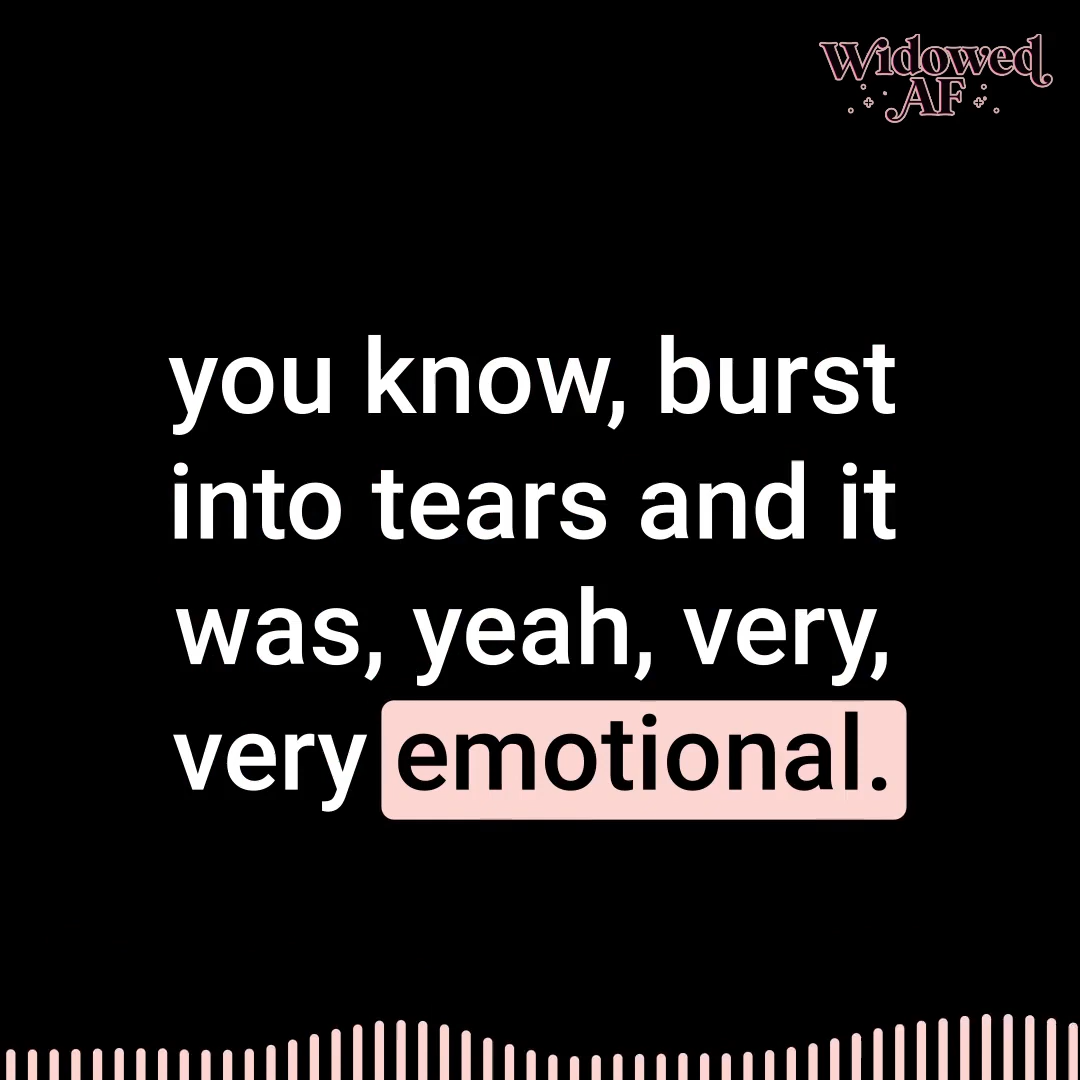 Widowed
AF
you know, burst
into tears and it
was, yeah, very,
very emotional.